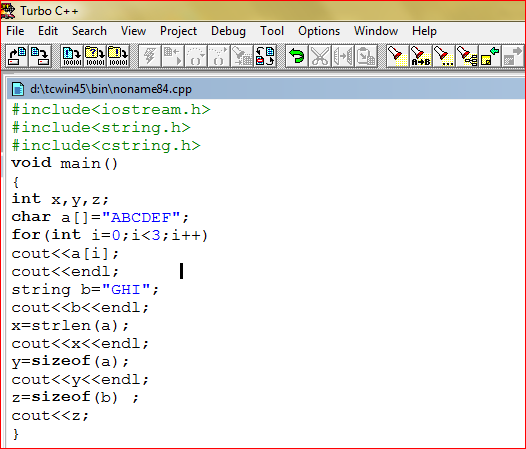 Turbo C++
File Edit Search View Project Debug Tool Options Window Help
d:\tcwin45\bin\noname84.cpp
#include<iostream.h>
#include<string.h>
#include<cstring.h>
void main()
{
int x,y,z;
char a[]="ABCDEF";
for(int i=0;i<3;i++)
cout<<a[i];
cout<<endl;
string b="GHI";
cout<<b<<endl;
x=strlen(a);
cout<<x<<endl;
y=sizeof(a);
cout<<y<<endl;
z=sizeof(b) ;
cout<<z;
}